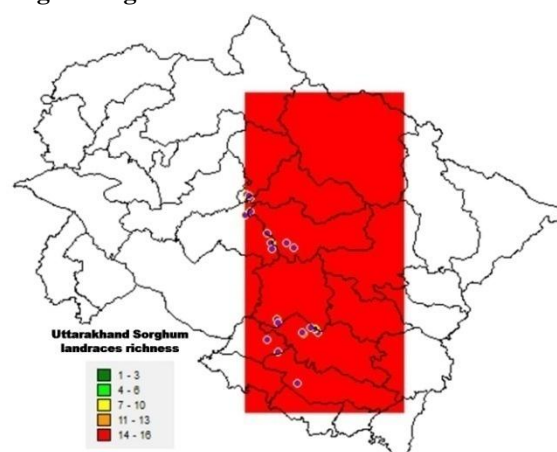 Uttarakhand Sorghum
landraces richness
1 - 3
4 - 6
7 - 10
11 - 13
14 - 16